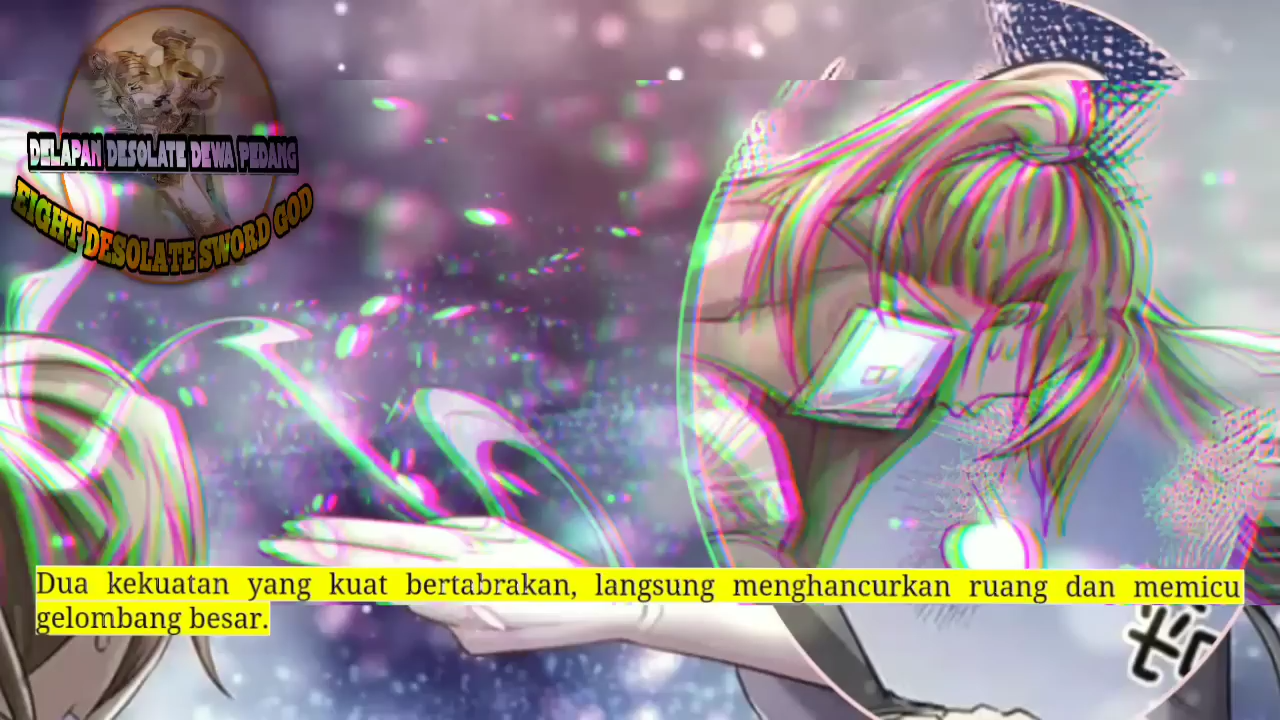 DELAPAN DESOLATE DEWA PEDANG
EIGHT DESOLATE SWORD GOD
Dua kekuatan yang kuat bertabrakan, langsung menghancurkan ruang dan memicu
gelombang besar.